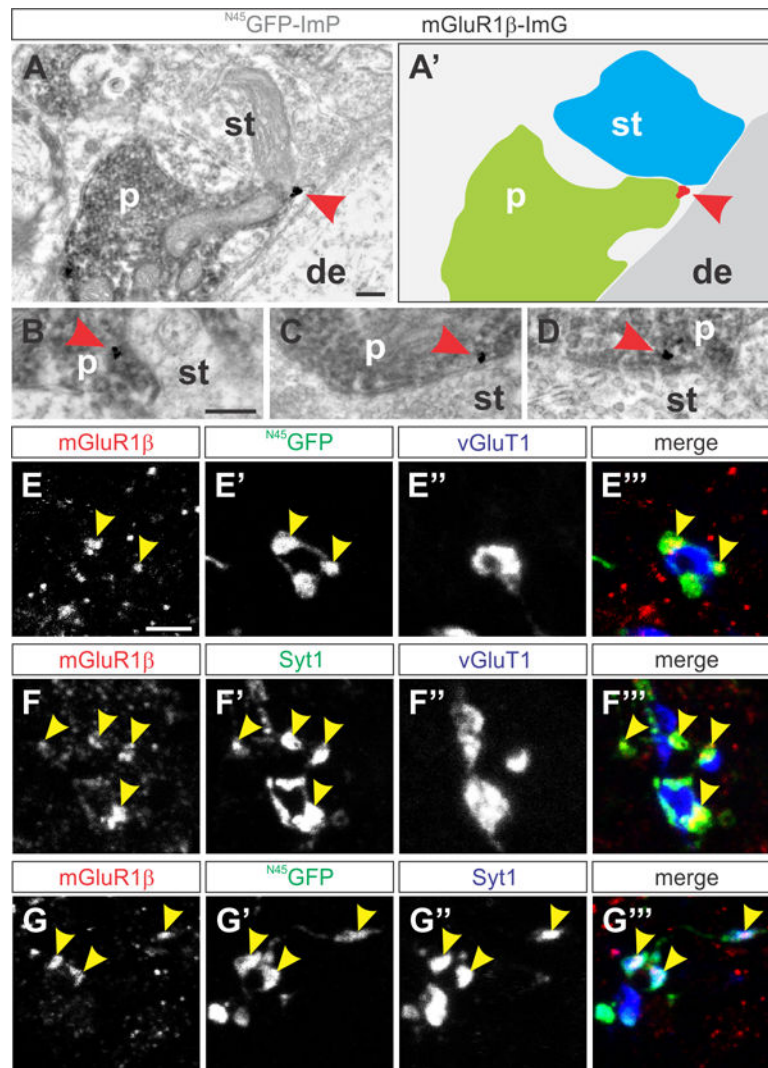 N45GFP-ImP mGluR1β-ImG
A st p de
A' st p de
B p st
C p st
D p st
mGluR1β N45GFP vGluT1 merge
E E' E'' E'''
mGluR1β Syt1 vGluT1 merge
F F' F'' F'''
mGluR1β N45GFP Syt1 merge
G G' G'' G'''